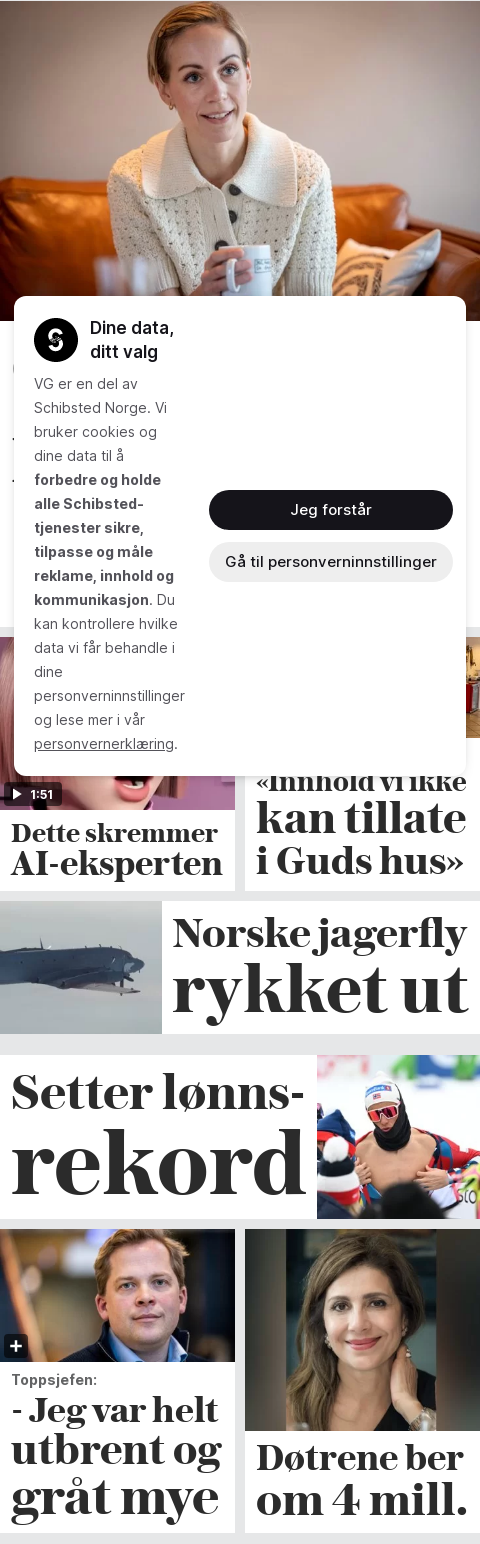 Dine data,
ditt valg
VG er en del av
Schibsted Norge. Vi
bruker cookies og
dine data til å
forbedre og holde
alle Schibsted-
tjenester sikre,
tilpasse og måle
reklame, innhold og
kommunikasjon. Du
kan kontrollere hvilke
data vi får behandle i
dine
personverninnstillinger
og lese mer i vår
personvernerklæring.
Jeg forstår
Gå til personverninnstillinger
1:51
Dette skremmer
AI-eksperten
«Innhold vi ikke
kan tillate
i Guds hus»
Norske jagerfly
rykket ut
Setter lønns-
rekord
Toppsjefen:
- Jeg var helt
utbrent og
gråt mye
Døtrene ber
om 4 mill.